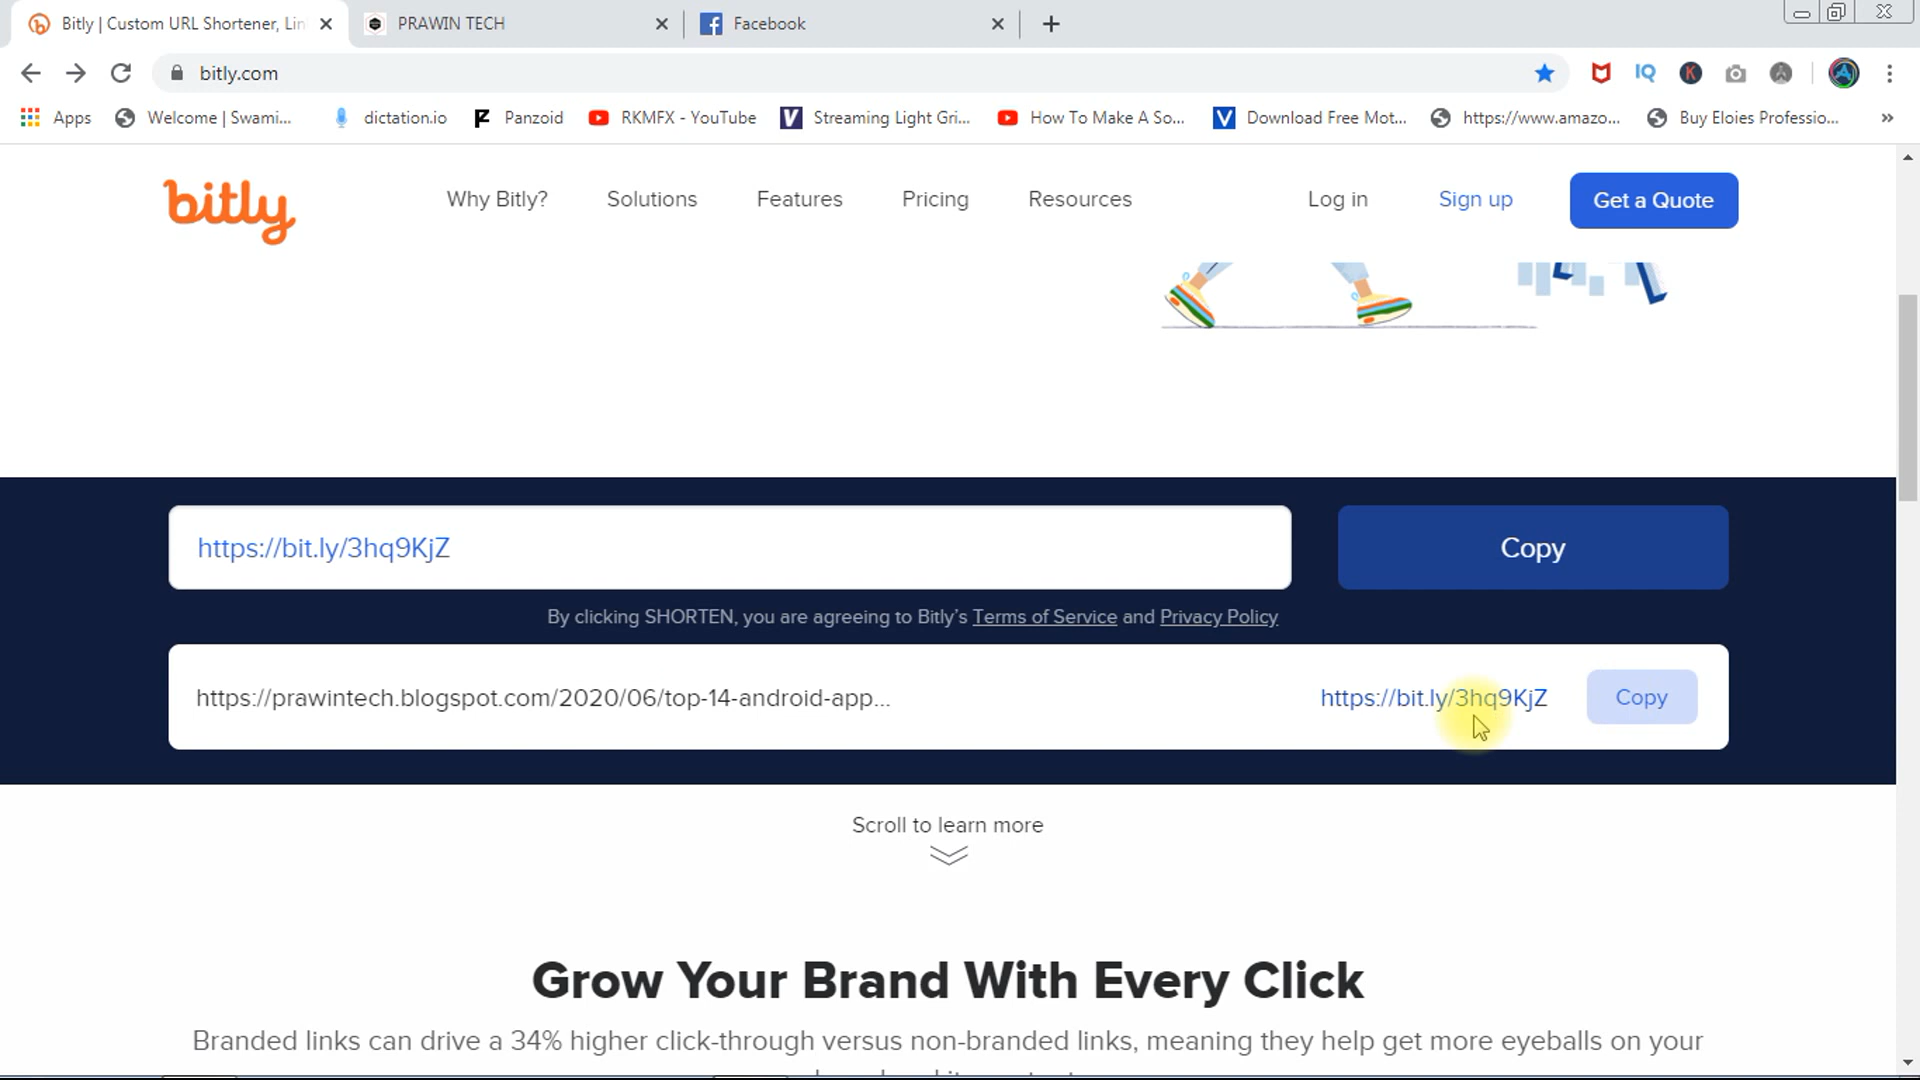 Bitly | Custom URL Shortener, Lin
PRAWIN TECH
Facebook
bitly.com
IQ
K
Apps
Welcome | Swami...
dictation.io
Panzoid
RKMFX - YouTube
Streaming Light Gri...
How To Make A So...
Download Free Mot...
https://www.amazo...
Buy Eloies Professio...
»
bitly
Why Bitly?
Solutions
Features
Pricing
Resources
Log in
Sign up
Get a Quote
https://bit.ly/3hq9KjZ
Copy
By clicking SHORTEN, you are agreeing to Bitly's Terms of Service and Privacy Policy
https://prawintech.blogspot.com/2020/06/top-14-android-app...
https://bit.ly/3hq9KjZ
Copy
Scroll to learn more
Grow Your Brand With Every Click
Branded links can drive a 34% higher click-through versus non-branded links, meaning they help get more eyeballs on your